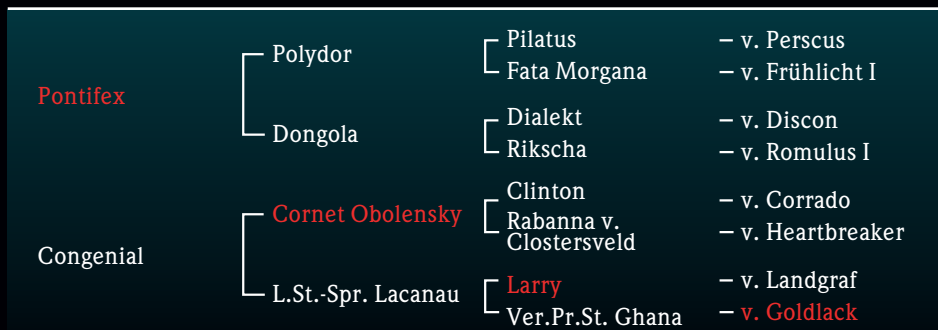 Pontifex
Polydor
Pilatus – v. Perscus
Fata Morgana – v. Frühlicht I
Dongola
Dialekt – v. Discon
Rikscha – v. Romulus I
Congenial
Cornet Obolensky
Clinton – v. Corrado
Rabanna v.
Clostersveld – v. Heartbreaker
L.St.-Spr. Lacanau
Larry – v. Landgraf
Ver.Pr.St. Ghana – v. Goldlack